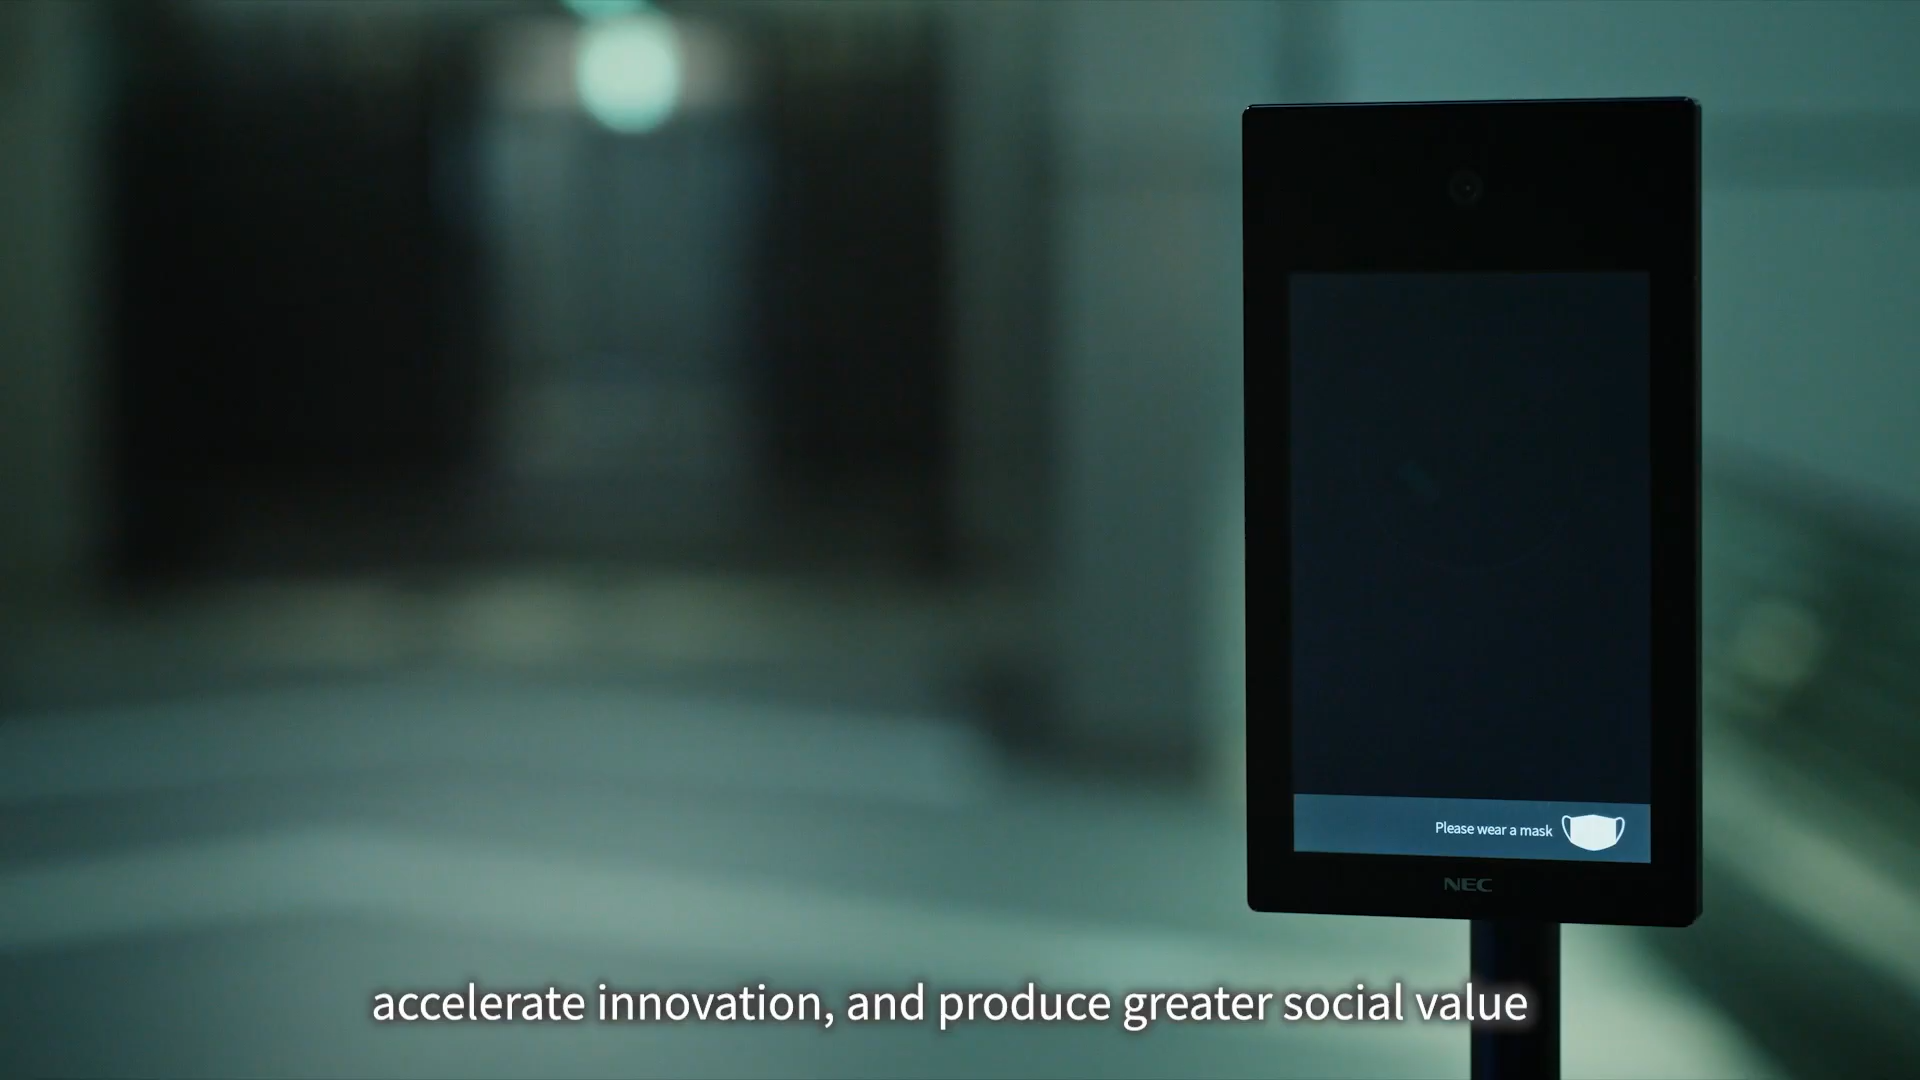 Please wear a mask
NEC
accelerate innovation, and produce greater social value